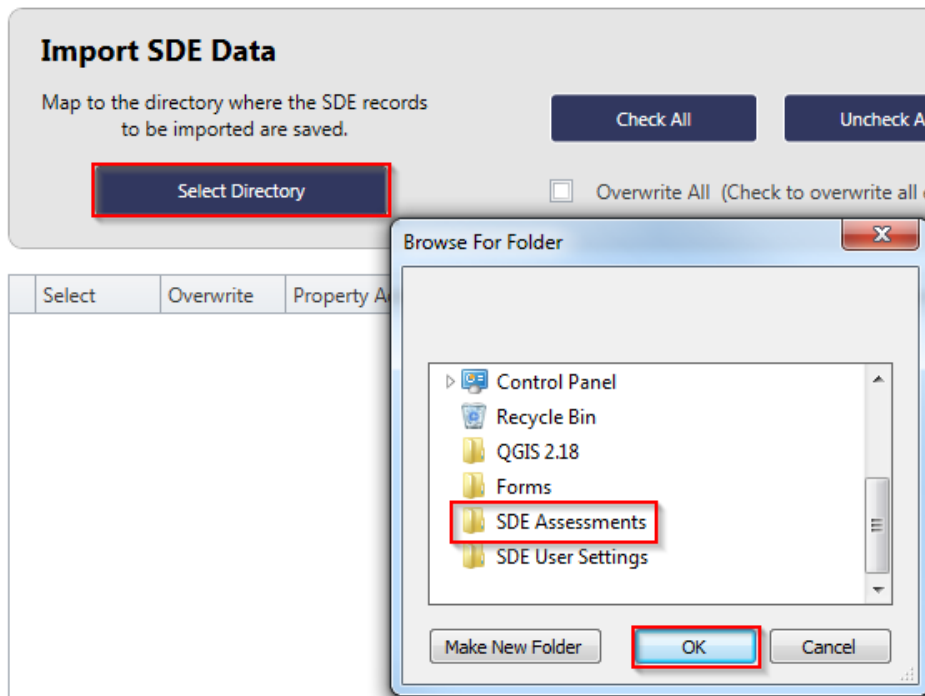 Import SDE Data
Map to the directory where the SDE records
to be imported are saved.
Select Directory
Check All
Uncheck A
Overwrite All (Check to overwrite all
Browse For Folder
Select
Overwrite
Property A
Control Panel
Recycle Bin
QGIS 2.18
Forms
SDE Assessments
SDE User Settings
Make New Folder
OK
Cancel